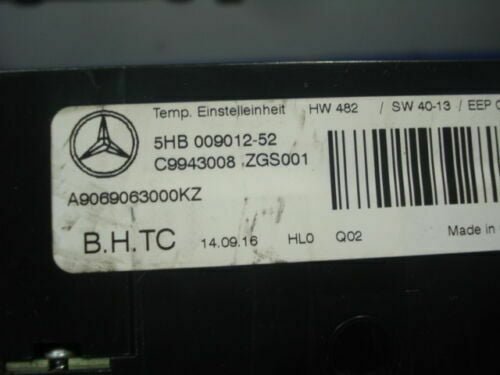 Temp. Einstelleinheit HW 482 / SW 40-13 / EEP
5HB 009012-52
C9943008 ZGS001
A9069063000KZ
B.H.TC 14.09.16 HL0 Q02 Made in